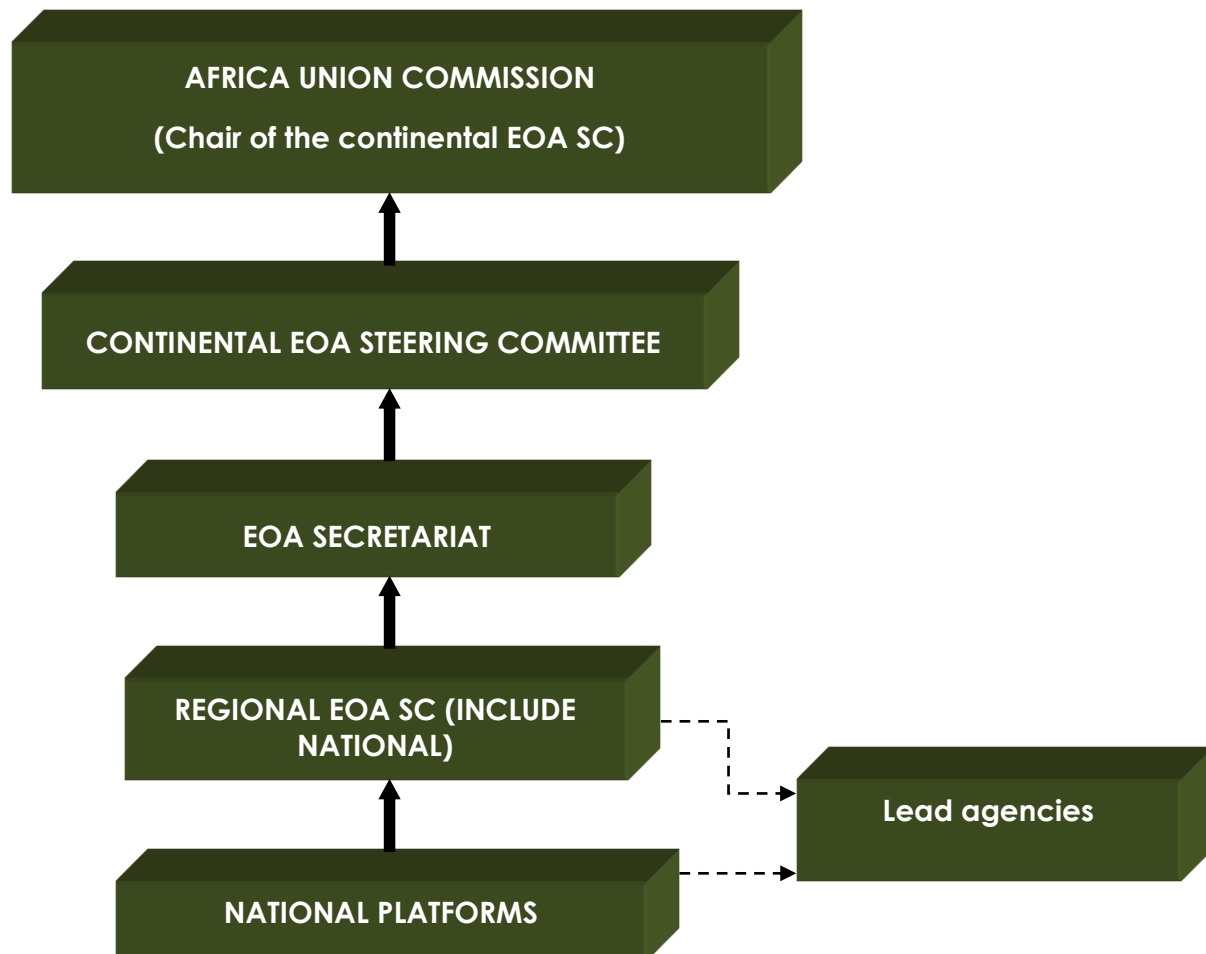 AFRICA UNION COMMISSION
(Chair of the continental EOA SC)
CONTINENTAL EOA STEERING COMMITTEE
EOA SECRETARIAT
REGIONAL EOA SC (INCLUDE
NATIONAL)
Lead agencies
NATIONAL PLATFORMS